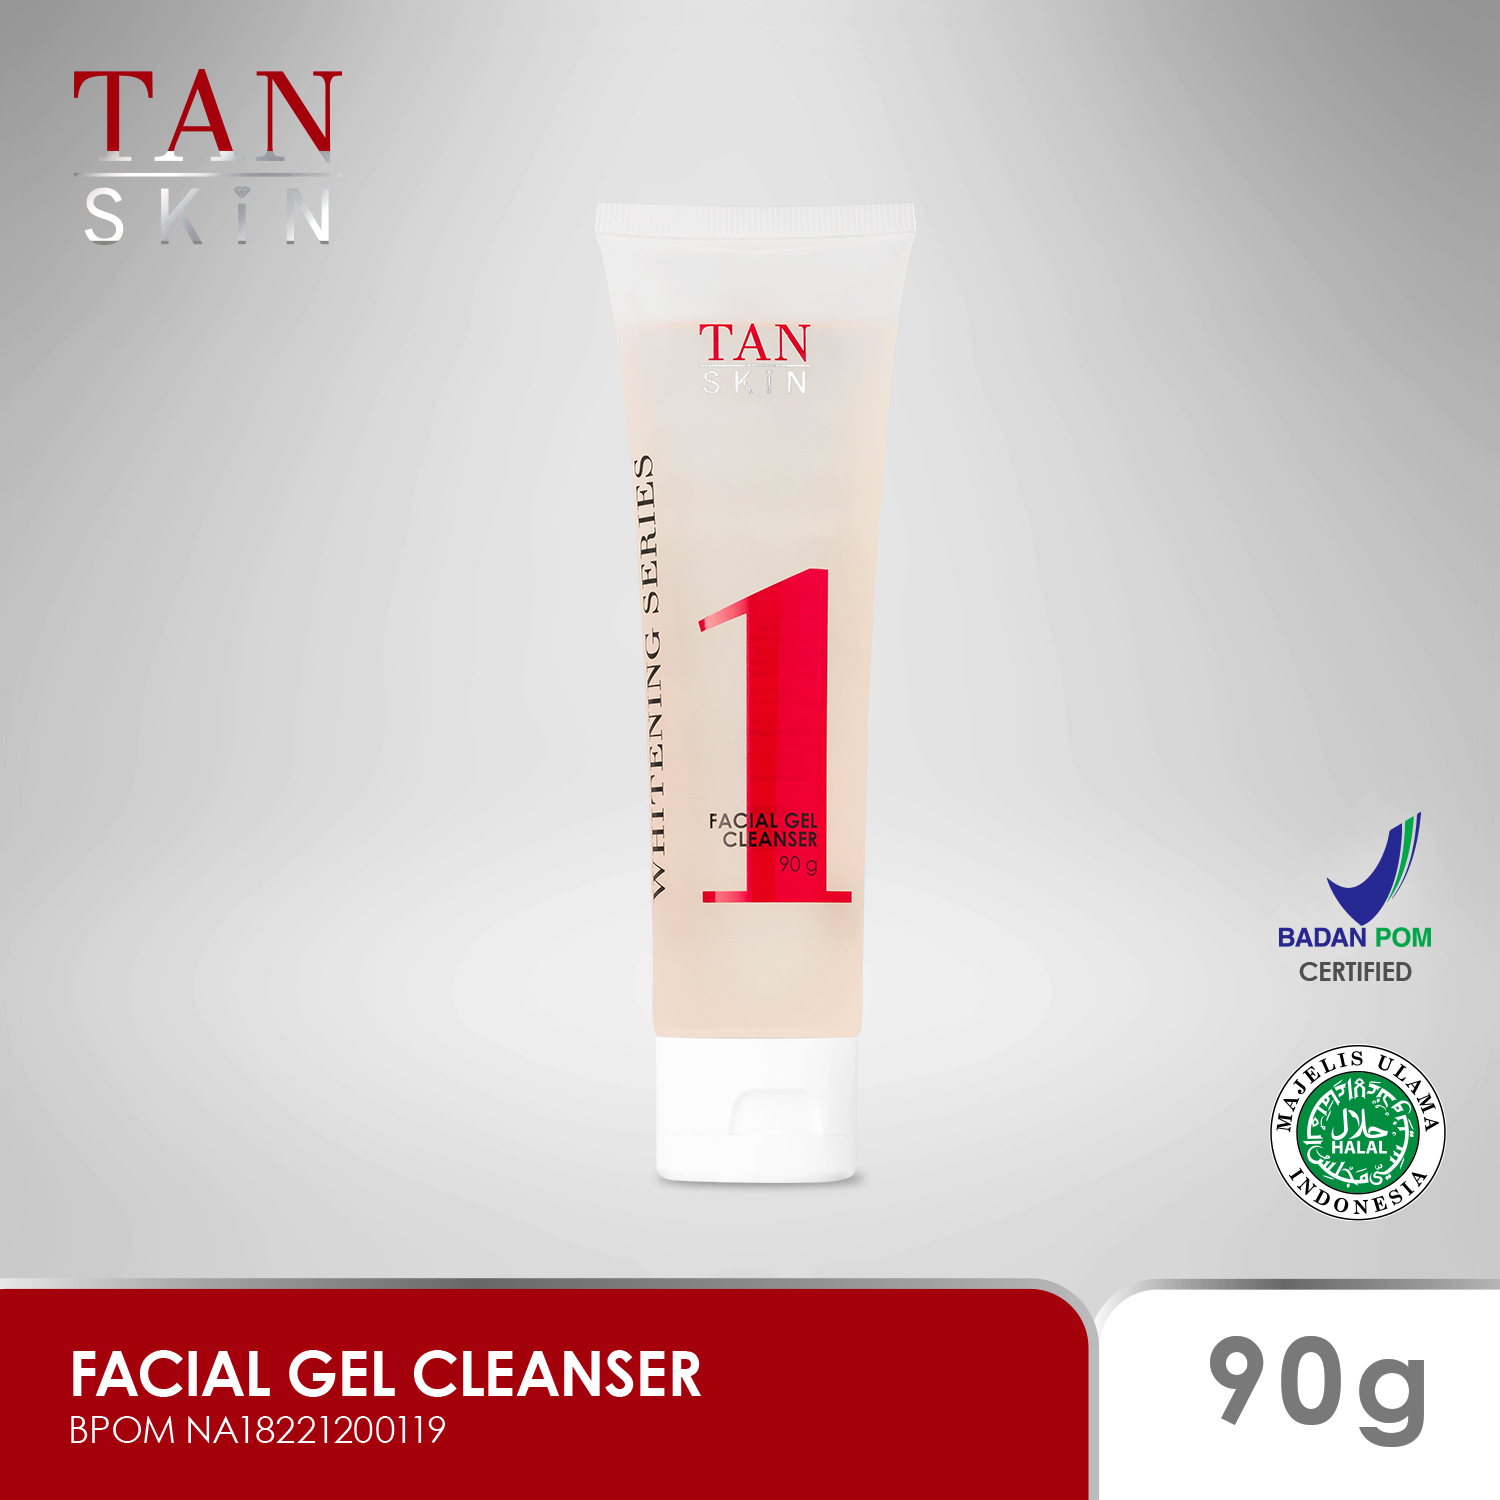 TAN
SKiN
TAN
SKiN
WHITENING SERIES
1
FACIAL GEL
CLEANSER
90 g
BADAN POM
CERTIFIED
MAJELIS ULAMA
حلال
HALAL
INDONESIA
FACIAL GEL CLEANSER
BPOM NA18221200119
90g